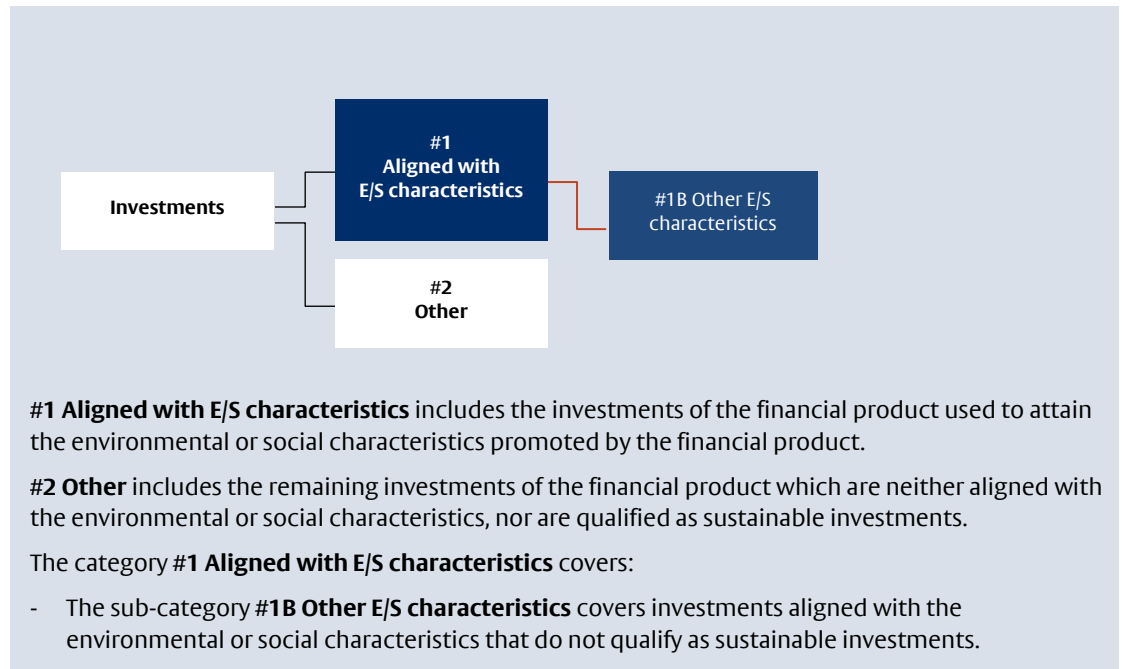 #1
Aligned with
E/S characteristics
Investments
#1B Other E/S
characteristics
#2
Other
#1 Aligned with E/S characteristics includes the investments of the financial product used to attain
the environmental or social characteristics promoted by the financial product.
#2 Other includes the remaining investments of the financial product which are neither aligned with
the environmental or social characteristics, nor are qualified as sustainable investments.
The category #1 Aligned with E/S characteristics covers:
- The sub-category #1B Other E/S characteristics covers investments aligned with the
environmental or social characteristics that do not qualify as sustainable investments.